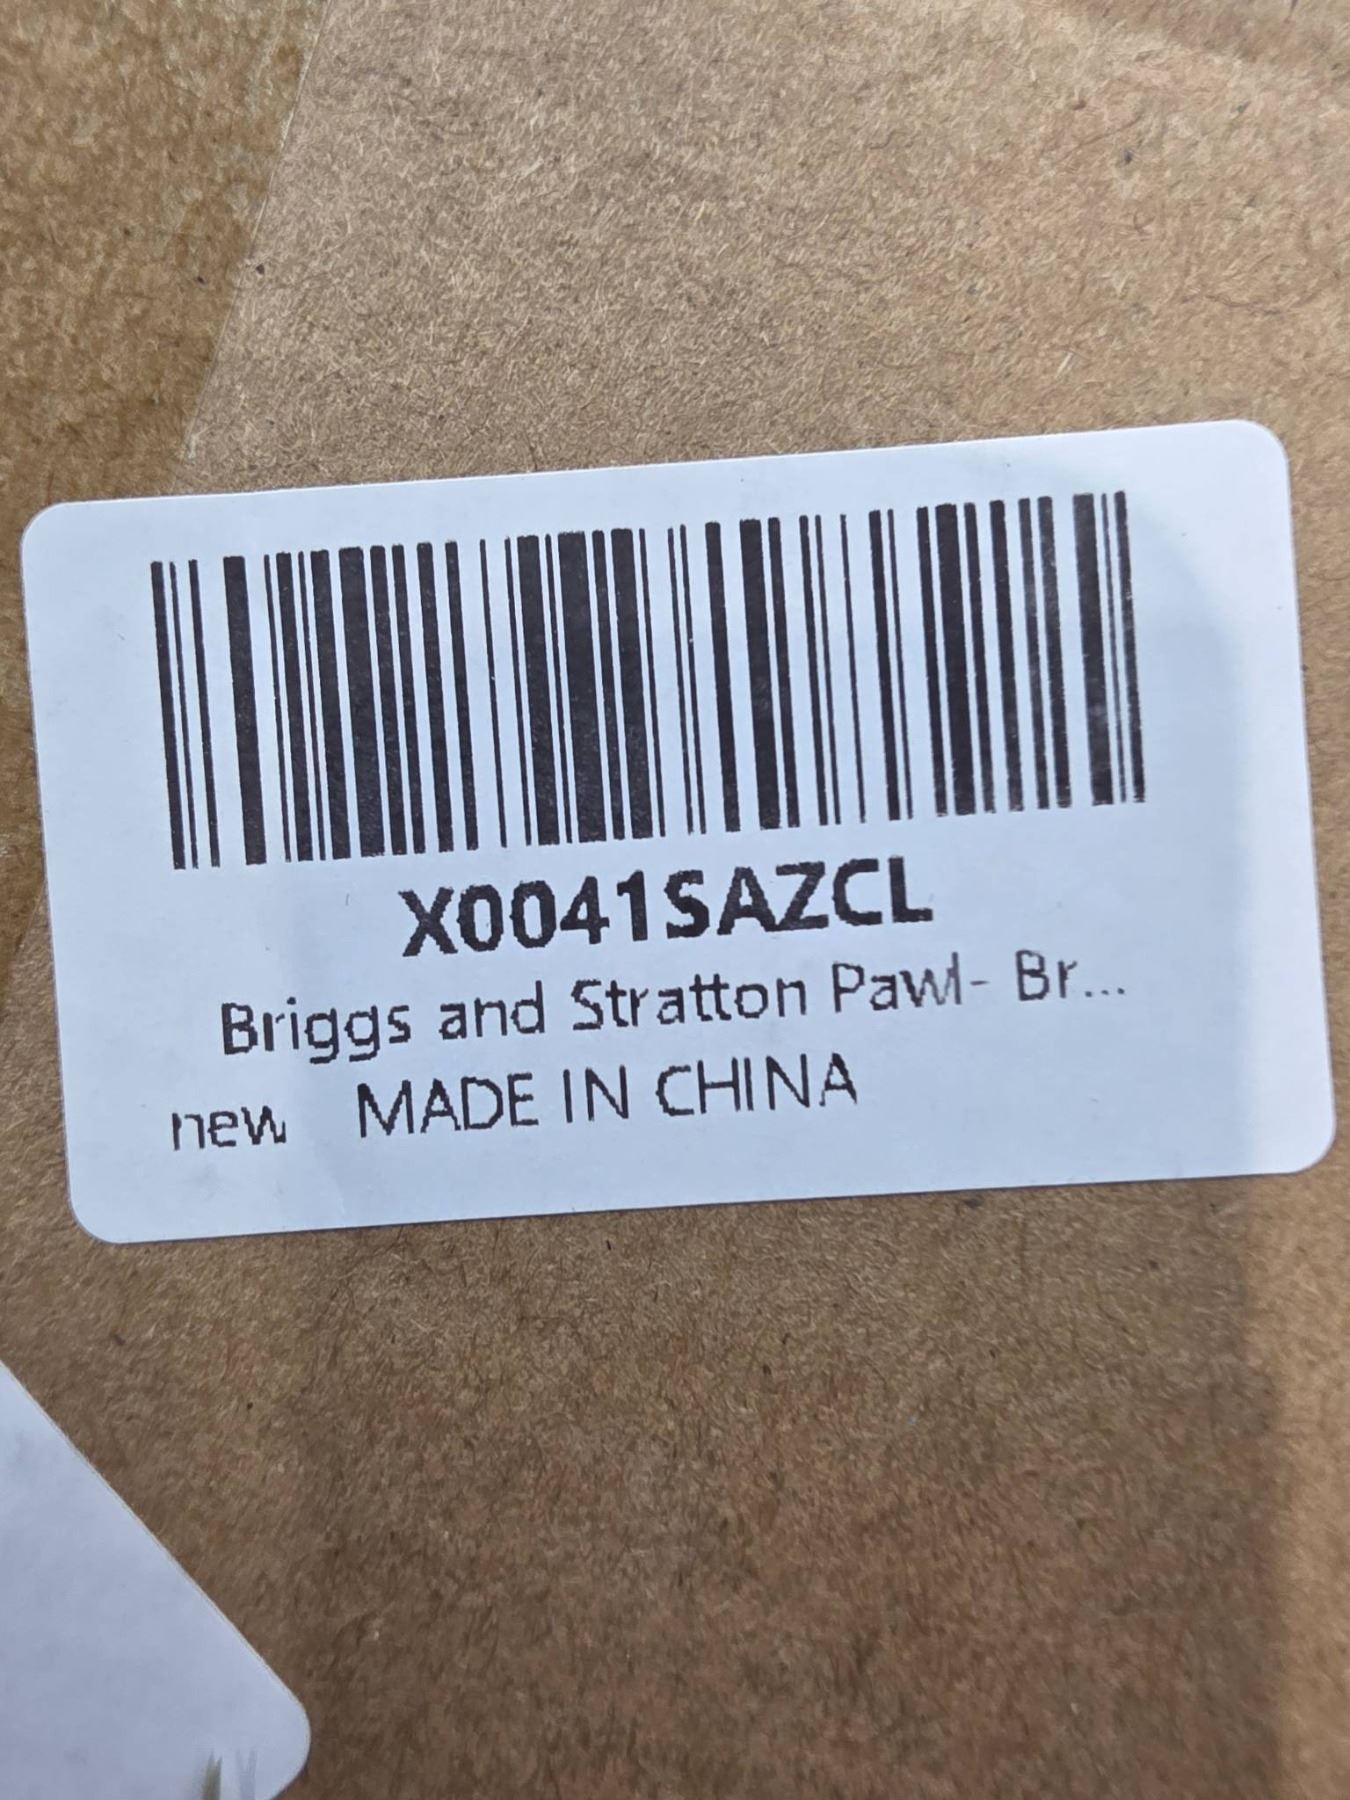 X0041SAZCL
Briggs and Stratton Pawl- Br...
new MADE IN CHINA